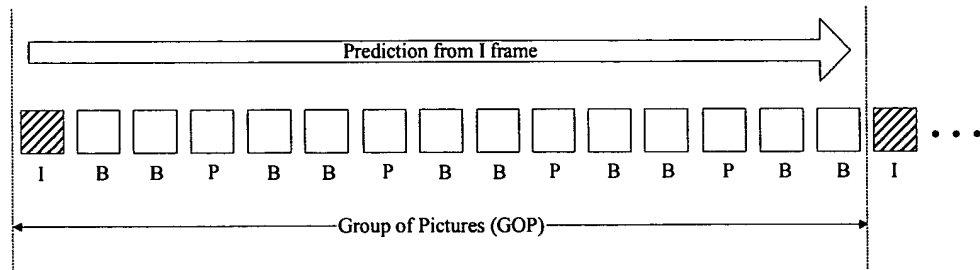 Prediction from I frame
I B B P B B P B B P B B P B B I
Group of Pictures (GOP)